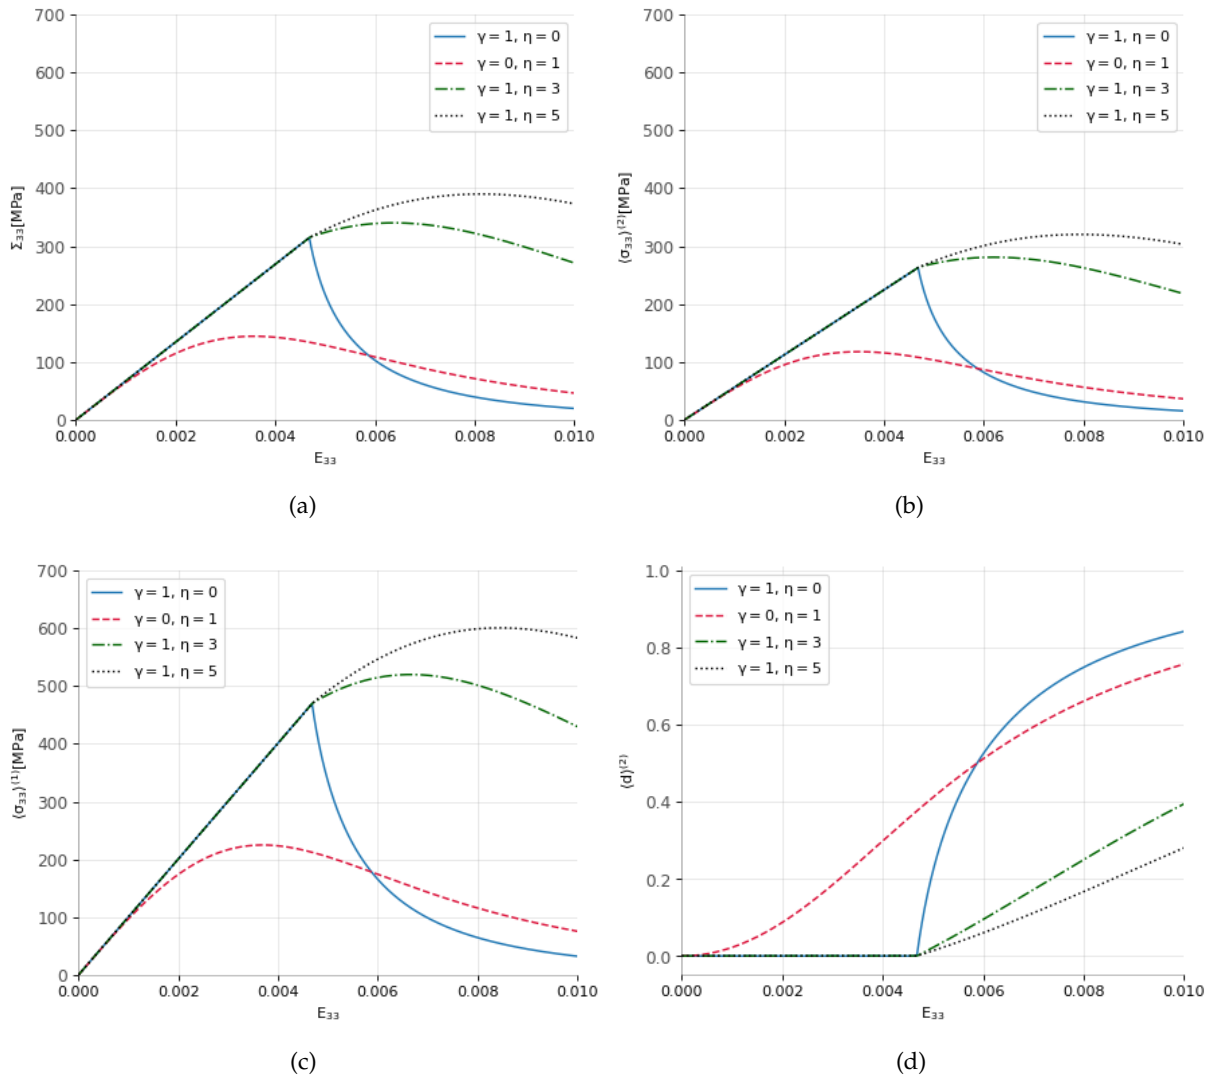 700
600
500
400
300
200
100
0
Σ₃₃[MPa]
γ = 1, η = 0
γ = 0, η = 1
γ = 1, η = 3
γ = 1, η = 5
0.000 0.002 0.004 0.006 0.008 0.010
E₃₃
(a)
700
600
500
400
300
200
100
0
⟨σ₃₃⟩⁽²⁾[MPa]
γ = 1, η = 0
γ = 0, η = 1
γ = 1, η = 3
γ = 1, η = 5
0.000 0.002 0.004 0.006 0.008 0.010
E₃₃
(b)
700
600
500
400
300
200
100
0
⟨σ₃₃⟩⁽¹⁾[MPa]
γ = 1, η = 0
γ = 0, η = 1
γ = 1, η = 3
γ = 1, η = 5
0.000 0.002 0.004 0.006 0.008 0.010
E₃₃
(c)
1.0
0.8
0.6
0.4
0.2
0.0
⟨d⟩⁽²⁾
γ = 1, η = 0
γ = 0, η = 1
γ = 1, η = 3
γ = 1, η = 5
0.000 0.002 0.004 0.006 0.008 0.010
E₃₃
(d)